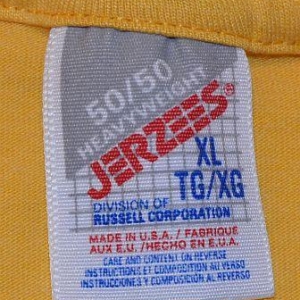 50/50
HEAVYWEIGHT
JERZEES®
XL
TG/XG
DIVISION OF
RUSSELL CORPORATION
MADE IN U.S.A. / FABRIQUE
AUX E.U. /HECHO EN E.U.A.
CARE AND CONTENT ON REVERSE
INSTRUCTIONS ET COMPOSITION AU VERSO
INSTRUCCIONES Y COMPOSICION AL REVERSO